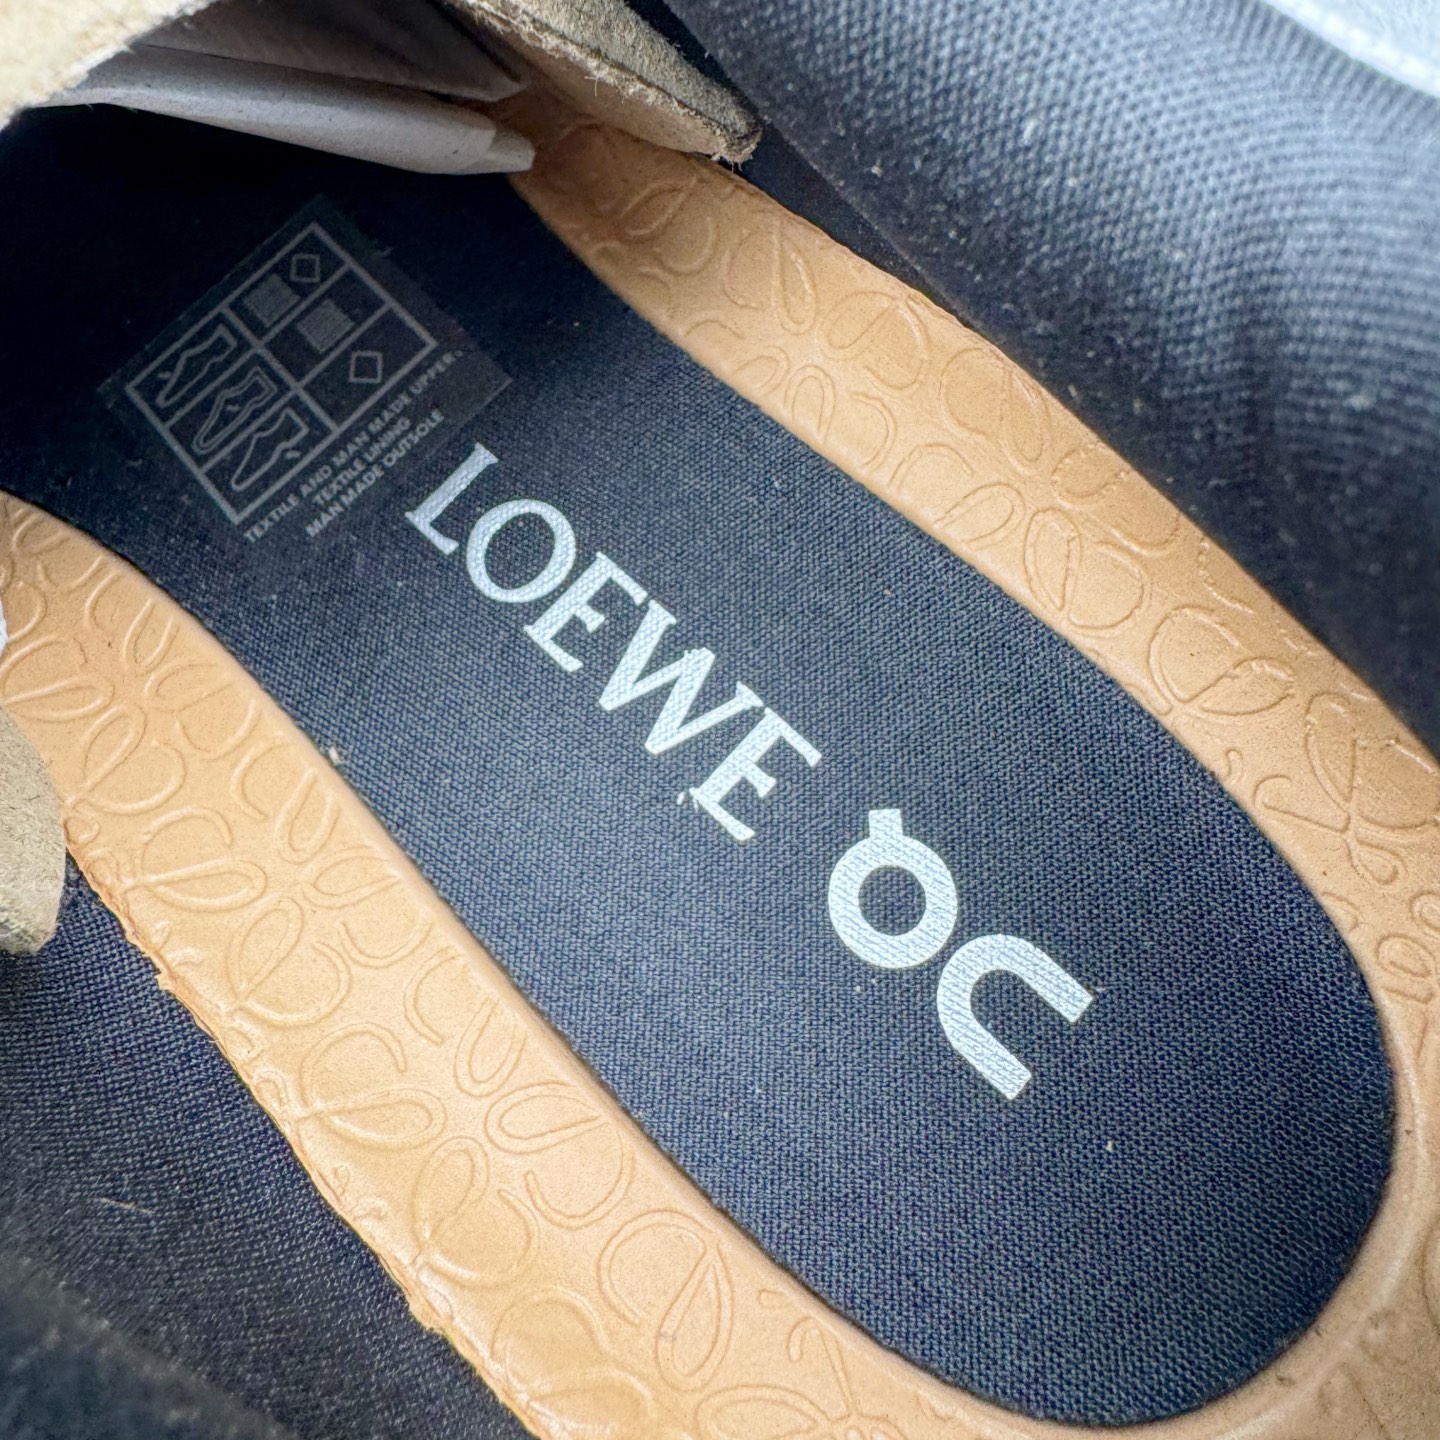 TEXTILE AND MAN MADE UPPER
TEXTILE LINING
MAN MADE OUTSOLE
LOEWE
On